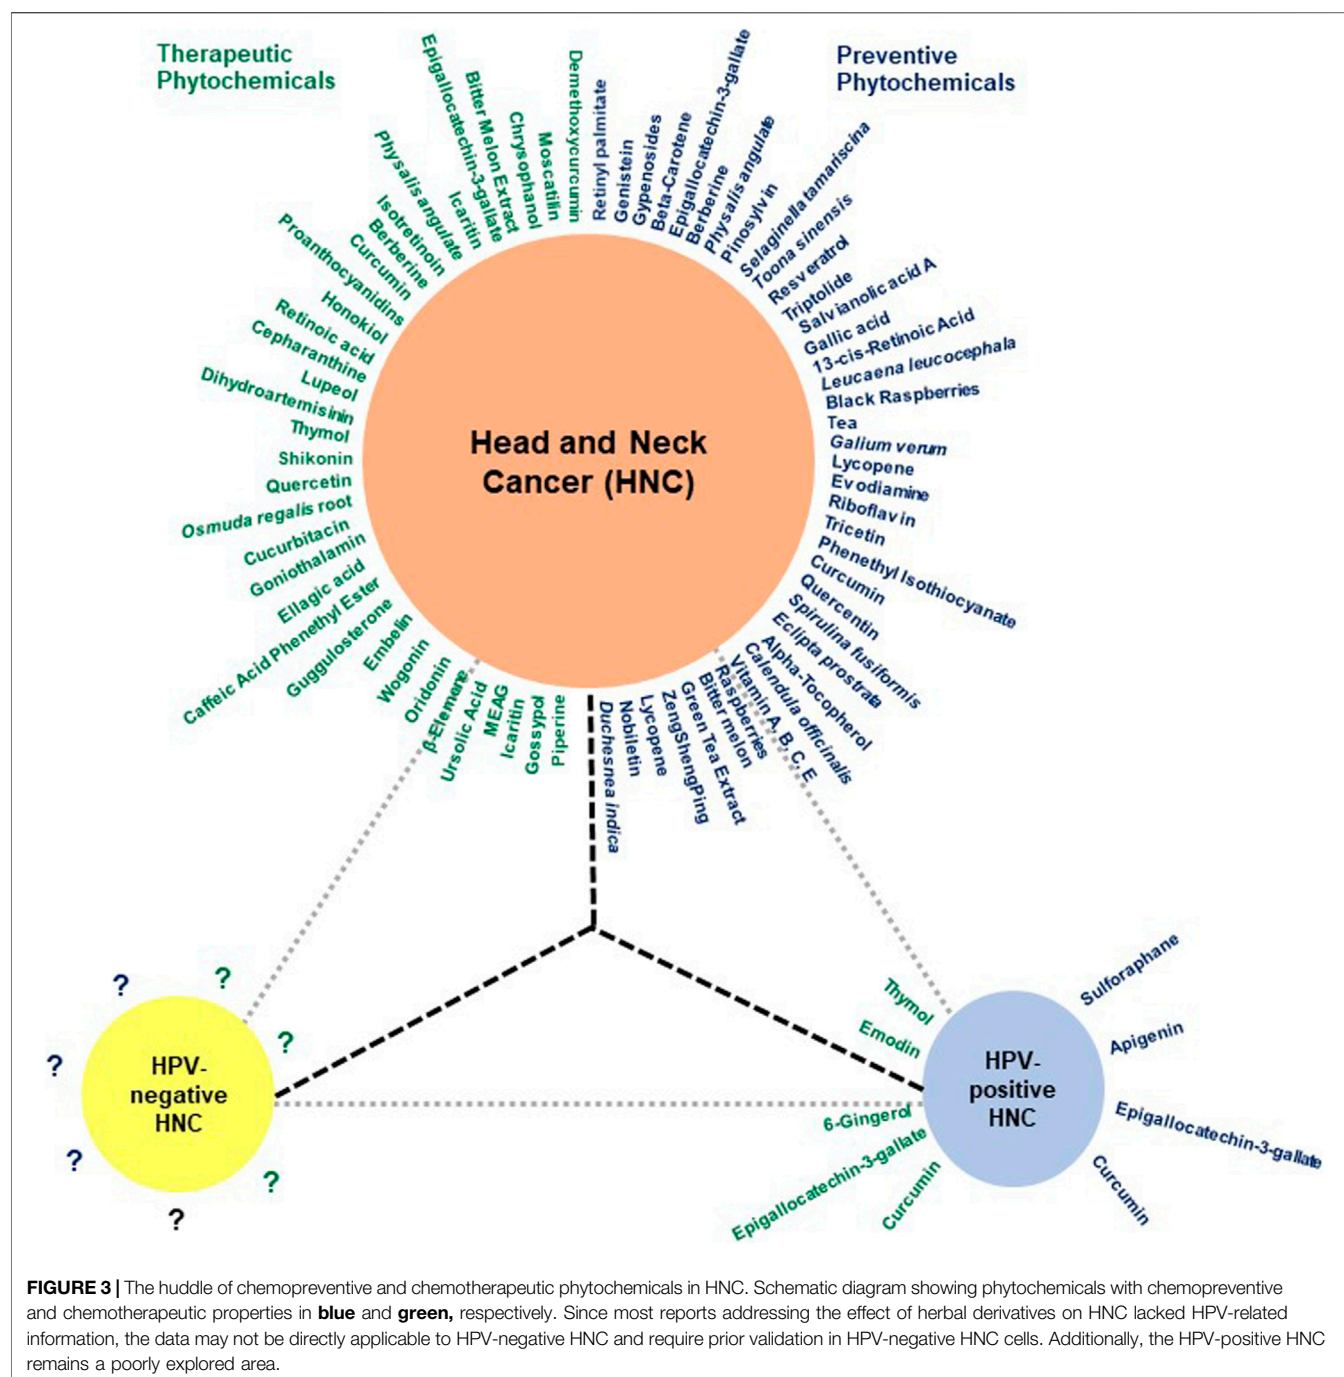 Therapeutic
Phytochemicals
Preventive
Phytochemicals
Demethoxycurcumin
Moscatilin
Chrysophanol
Bitter Melon Extract
Epigallocatechin-3-gallate
Icaritin
Physalis angulate
Isotretinoin
Berberine
Curcumin
Proanthocyanidins
Honokiol
Retinoic acid
Cepharanthine
Lupeol
Dihydroartemisinin
Thymol
Shikonin
Quercetin
Osmuda regalis root
Cucurbitacin
Goniothalamin
Ellagic acid
Caffeic Acid Phenethyl Ester
Guggulosterone
Embelin
Wogonin
Oridonin
β-Elemene
Ursolic Acid
MEAG
Icaritin
Gossypol
Piperine
Retinyl palmitate
Genistein
Gypenosides
Beta-Carotene
Epigallocatechin-3-gallate
Berberine
Physalis angulate
Pinosylvin
Selaginella tamariscina
Toona sinensis
Resveratrol
Triptolide
Salvianolic acid A
Gallic acid
13-cis-Retinoic Acid
Leucaena leucocephala
Black Raspberries
Tea
Galium verum
Lycopene
Evodiamine
Riboflavin
Tricetin
Phenethyl Isothiocyanate
Curcumin
Quercentin
Spirulina fusiformis
Eclipta prostrata
Alpha-Tocopherol
Calendula officinalis
Vitamin A, B, C, E
Raspberries
Bitter melon
Green Tea Extract
ZengShengPing
Lycopene
Nobiletin
Duchesnea indica
Head and Neck
Cancer (HNC)
?
?
?
?
?
?
?
HPV-
negative
HNC
Thymol
Emodin
6-Gingerol
Epigallocatechin-3-gallate
Curcumin
HPV-
positive
HNC
Sulforaphane
Apigenin
Epigallocatechin-3-gallate
Curcumin
FIGURE 3 | The huddle of chemopreventive and chemotherapeutic phytochemicals in HNC. Schematic diagram showing phytochemicals with chemopreventive
and chemotherapeutic properties in blue and green, respectively. Since most reports addressing the effect of herbal derivatives on HNC lacked HPV-related
information, the data may not be directly applicable to HPV-negative HNC and require prior validation in HPV-negative HNC cells. Additionally, the HPV-positive HNC
remains a poorly explored area.